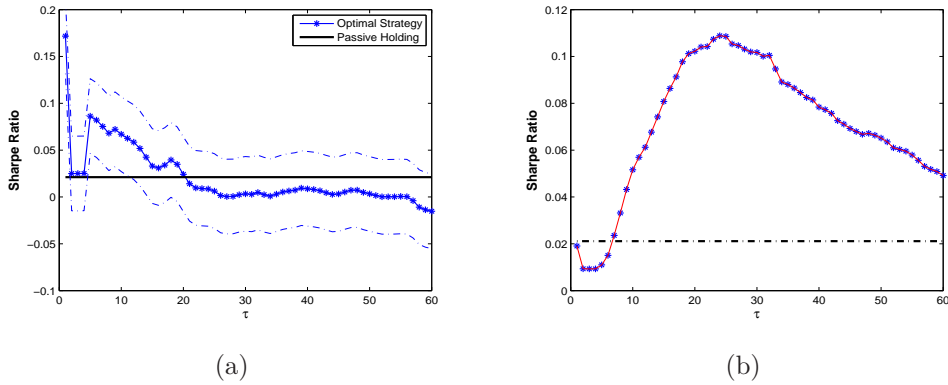 0.2
0.15
0.1
0.05
0
-0.05
-0.1
Sharpe Ratio
Optimal Strategy
Passive Holding
0 10 20 30 40 50 60
τ
(a)
0.12
0.1
0.08
0.06
0.04
0.02
0
Sharpe Ratio
0 10 20 30 40 50 60
τ
(b)